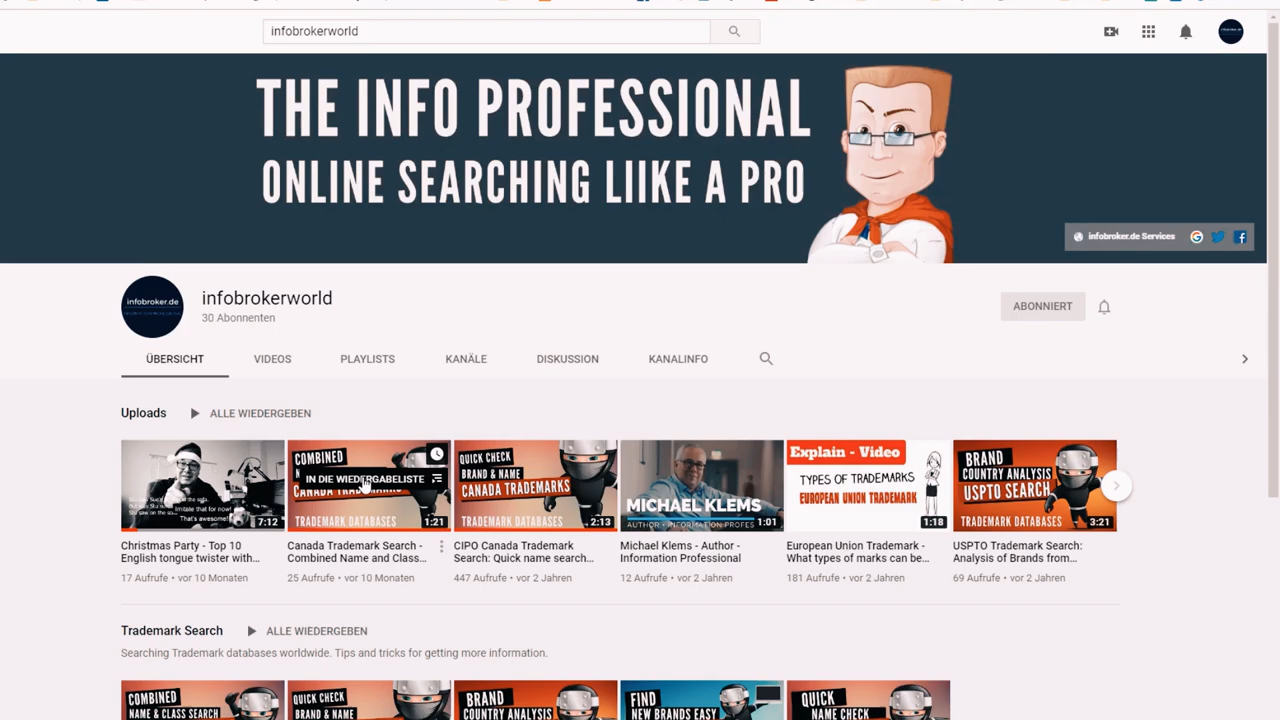 infobrokerworld
THE INFO PROFESSIONAL
ONLINE SEARCHING LIIKE A PRO
infobroker.de Services
infobroker.de
infobrokerworld
30 Abonnenten
ABONNIERT
ÜBERSICHT
VIDEOS
PLAYLISTS
KANÄLE
DISKUSSION
KANALINFO
Uploads
ALLE WIEDERGEBEN
Imitate that for now!
That's awesome!
7:12
COMBINED
IN DIE WIEDERGABELISTE
CANADA TRADEMARKS
TRADEMARK DATABASES
1:21
QUICK CHECK
BRAND & NAME
CANADA TRADEMARKS
TRADEMARK DATABASES
2:13
MICHAEL KLEMS
AUTHOR · INFORMATION PROFES
1:01
Explain - Video
TYPES OF TRADEMARKS
EUROPEAN UNION TRADEMARK
1:18
BRAND
COUNTRY ANALYSIS
USPTO SEARCH
TRADEMARK DATABASES
3:21
Christmas Party - Top 10
English tongue twister with...
17 Aufrufe • vor 10 Monaten
Canada Trademark Search -
Combined Name and Class...
25 Aufrufe • vor 10 Monaten
CIPO Canada Trademark
Search: Quick name search...
447 Aufrufe • vor 2 Jahren
Michael Klems - Author -
Information Professional
12 Aufrufe • vor 2 Jahren
European Union Trademark -
What types of marks can be...
181 Aufrufe • vor 2 Jahren
USPTO Trademark Search:
Analysis of Brands from...
69 Aufrufe • vor 2 Jahren
Trademark Search
ALLE WIEDERGEBEN
Searching Trademark databases worldwide. Tips and tricks for getting more information.
COMBINED
NAME & CLASS SEARCH
QUICK CHECK
BRAND & NAME
BRAND
COUNTRY ANALYSIS
FIND
NEW BRANDS EASY
QUICK
NAME CHECK